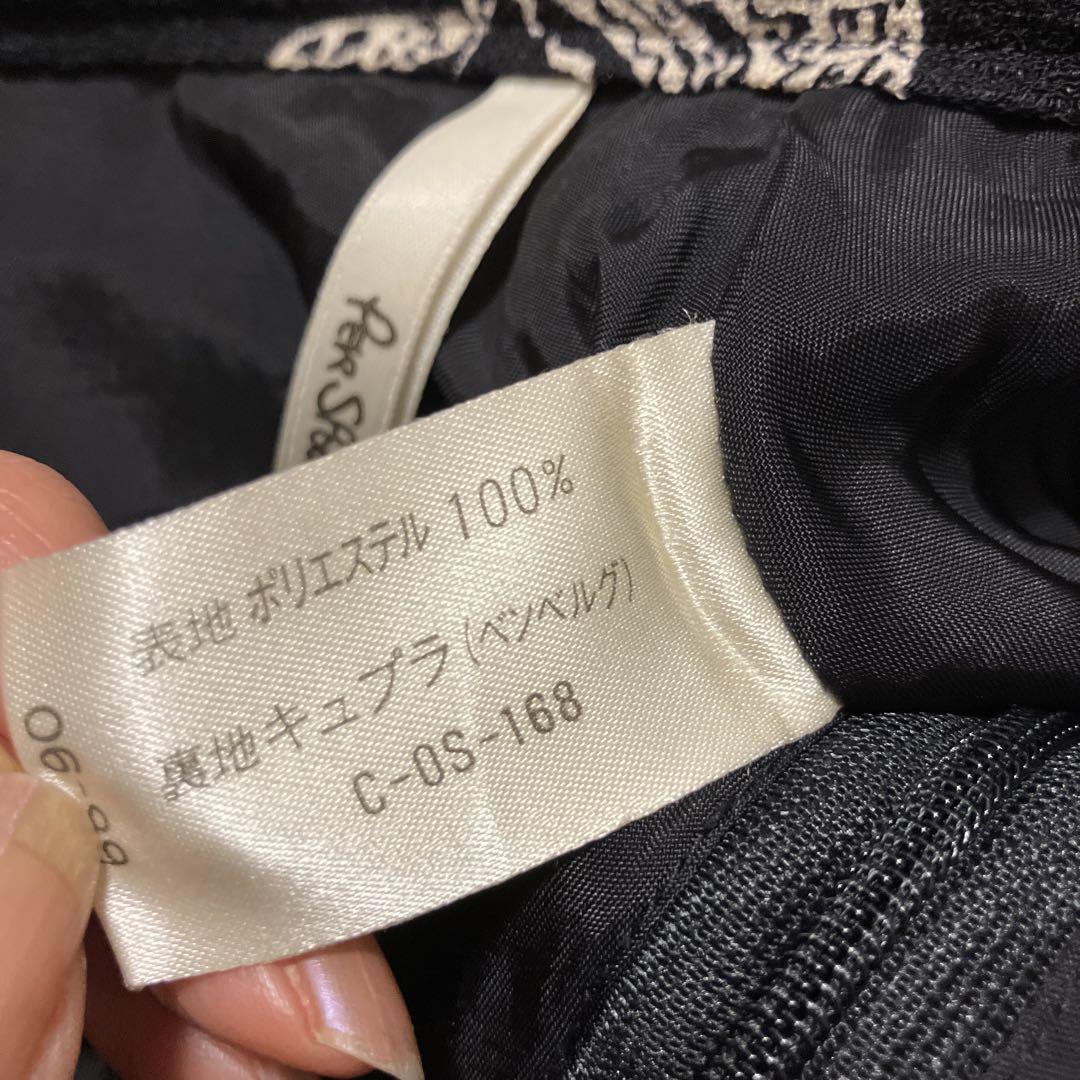 PER S
表地 ポリエステル 100%
裏地 キュプラ (ベンベルグ)
C-OS-168